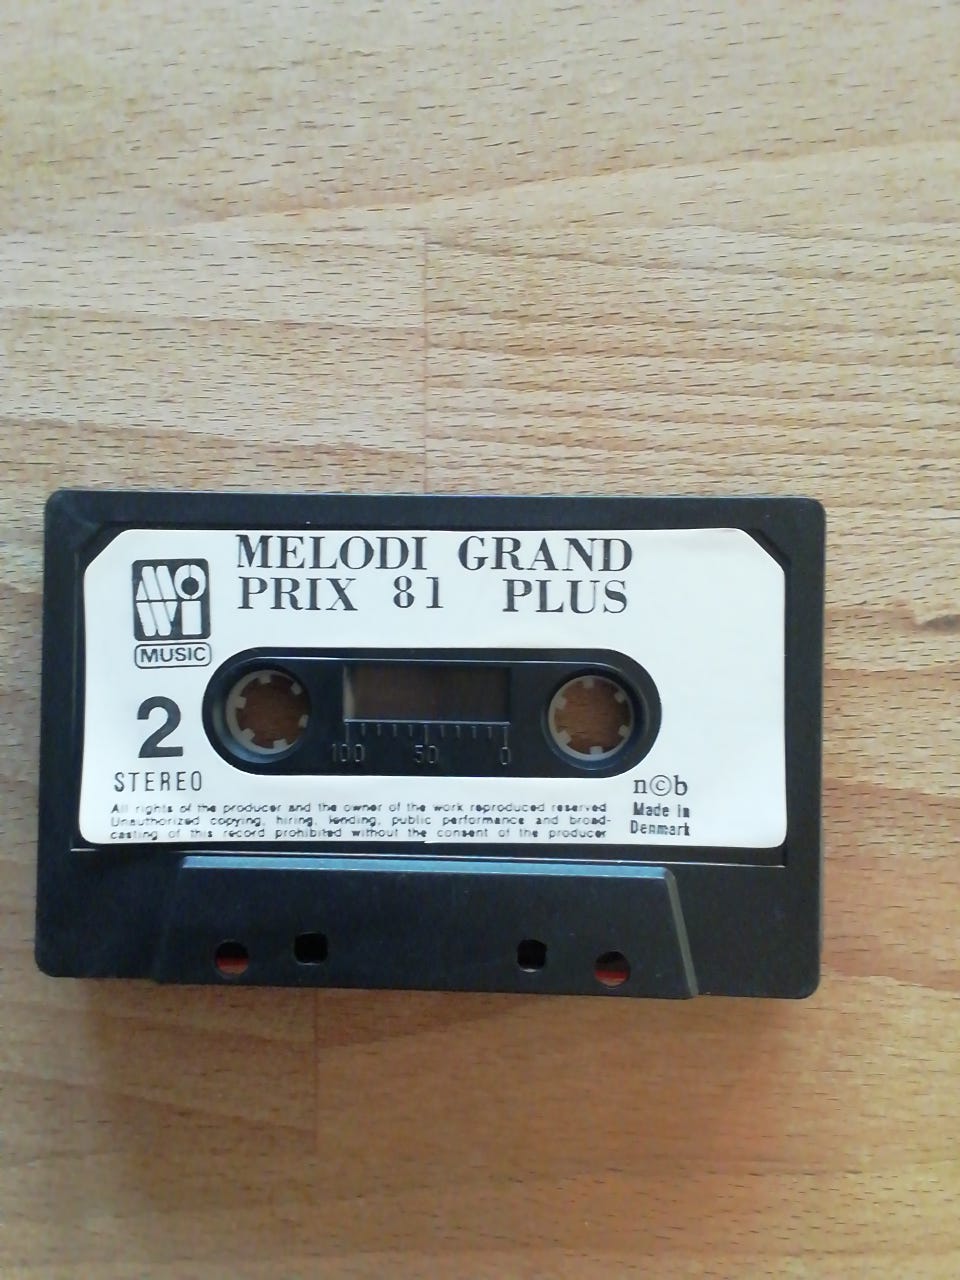 MELODI GRAND
PRIX 81 PLUS
MOWI
MUSIC
2
STEREO
100 50 0
n©b
Made in
Denmark
All rights of the producer and the owner of the work reproduced reserved
Unauthorized copying, hiring, lending, public performance and broad-
casting of this record prohibited without the consent of the producer